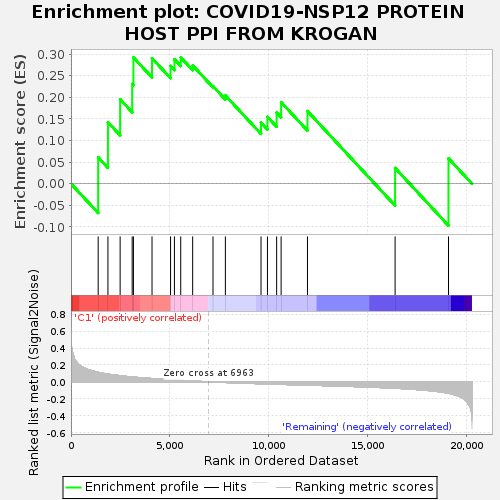 Enrichment plot: COVID19-NSP12 PROTEIN
HOST PPI FROM KROGAN
Enrichment score (ES)
0.30
0.25
0.20
0.15
0.10
0.05
0.00
-0.05
-0.10
'C1' (positively correlated)
Ranked list metric (Signal2Noise)
0.8
0.6
0.4
0.2
0.0
-0.2
-0.4
-0.6
Zero cross at 6963
'Remaining' (negatively correlated)
0
5,000
10,000
15,000
20,000
Rank in Ordered Dataset
Enrichment profile
Hits
Ranking metric scores